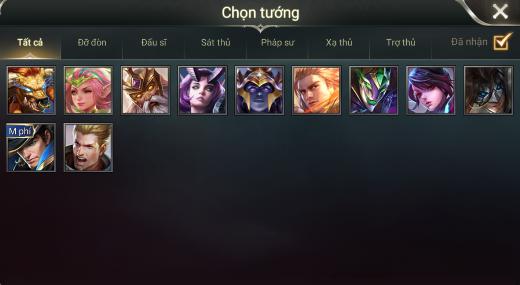 Chọn tướng
Tất cả Đỡ đòn Đấu sĩ Sát thủ Pháp sư Xạ thủ Trợ thủ Đã nhận
M phí